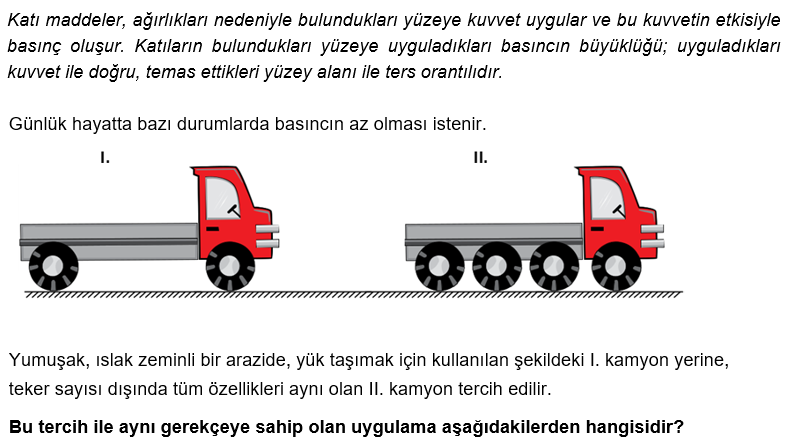 Katı maddeler, ağırlıkları nedeniyle bulundukları yüzeye kuvvet uygular ve bu kuvvetin etkisiyle
basınç oluşur. Katıların bulundukları yüzeye uyguladıkları basıncın büyüklüğü; uyguladıkları
kuvvet ile doğru, temas ettikleri yüzey alanı ile ters orantılıdır.
Günlük hayatta bazı durumlarda basıncın az olması istenir.
I. II.
Yumuşak, ıslak zeminli bir arazide, yük taşımak için kullanılan şekildeki I. kamyon yerine,
teker sayısı dışında tüm özellikleri aynı olan II. kamyon tercih edilir.
Bu tercih ile aynı gerekçeye sahip olan uygulama aşağıdakilerden hangisidir?